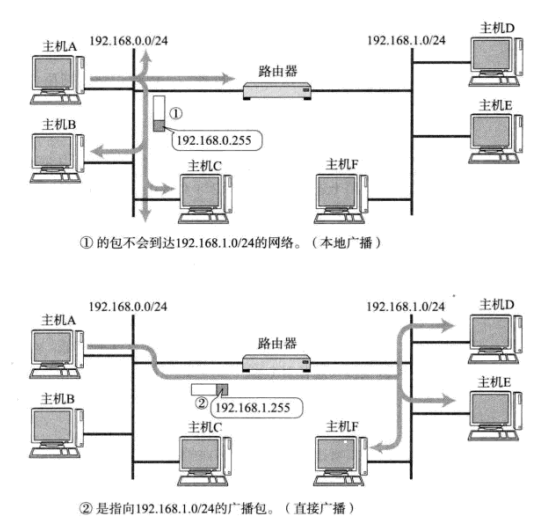 192.168.0.0/24
192.168.1.0/24
主机D
主机A
路由器
①
主机E
主机B
192.168.0.255
主机C
主机F
① 的包不会到达192.168.1.0/24的网络。（本地广播）
192.168.0.0/24
192.168.1.0/24
主机D
主机A
路由器
主机E
主机B
② 192.168.1.255
主机C
主机F
② 是指向192.168.1.0/24的广播包。（直接广播）